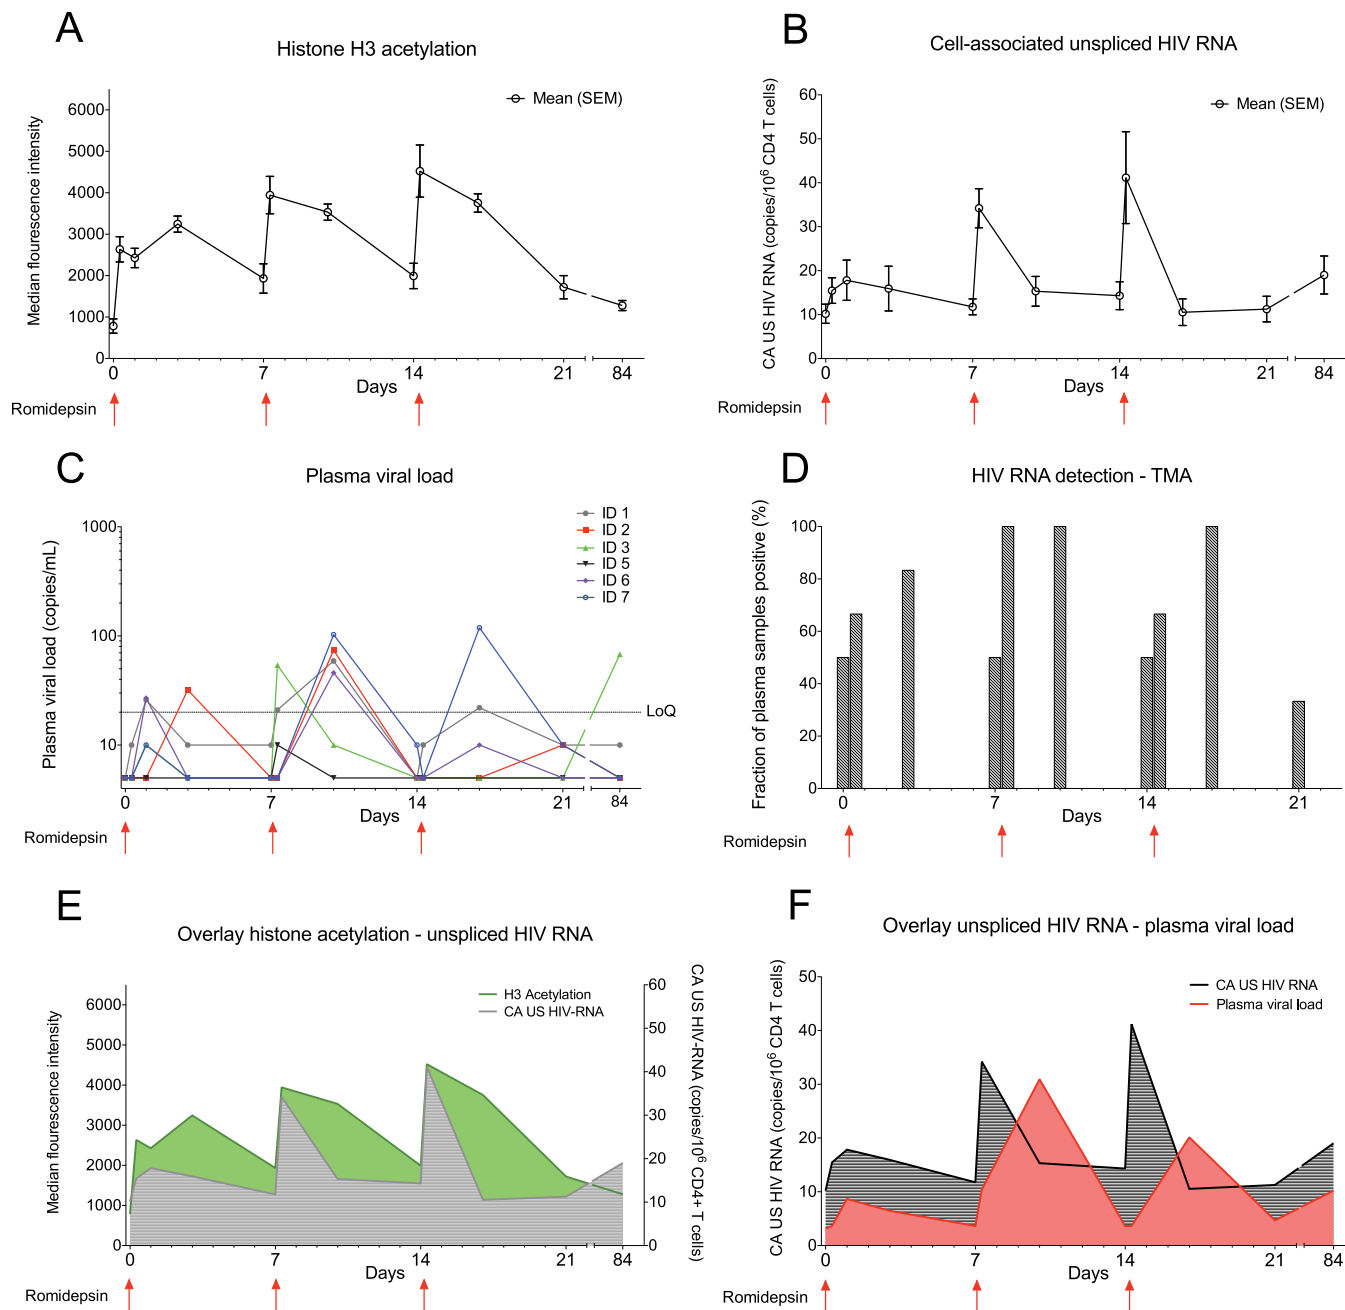 A
Histone H3 acetylation
Mean (SEM)
Median flourescence intensity
6000
5000
4000
3000
2000
1000
0
0 7 14 21 84
Days
Romidepsin
B
Cell-associated unspliced HIV RNA
Mean (SEM)
CA US HIV RNA (copies/10⁶ CD4 T cells)
60
50
40
30
20
10
0
0 7 14 21 84
Days
Romidepsin
C
Plasma viral load
ID 1
ID 2
ID 3
ID 5
ID 6
ID 7
Plasma viral load (copies/mL)
1000
100
10
LoQ
0 7 14 21 84
Days
Romidepsin
D
HIV RNA detection - TMA
Fraction of plasma samples positive (%)
100
80
60
40
20
0
0 7 14 21
Days
Romidepsin
E
Overlay histone acetylation - unspliced HIV RNA
H3 Acetylation
CA US HIV-RNA
Median flourescence intensity
6000
5000
4000
3000
2000
1000
0
CA US HIV-RNA (copies/10⁶ CD4+ T cells)
60
50
40
30
20
10
0
0 7 14 21 84
Days
Romidepsin
F
Overlay unspliced HIV RNA - plasma viral load
CA US HIV RNA
Plasma viral load
CA US HIV RNA (copies/10⁶ CD4 T cells)
50
40
30
20
10
0
0 7 14 21 84
Days
Romidepsin